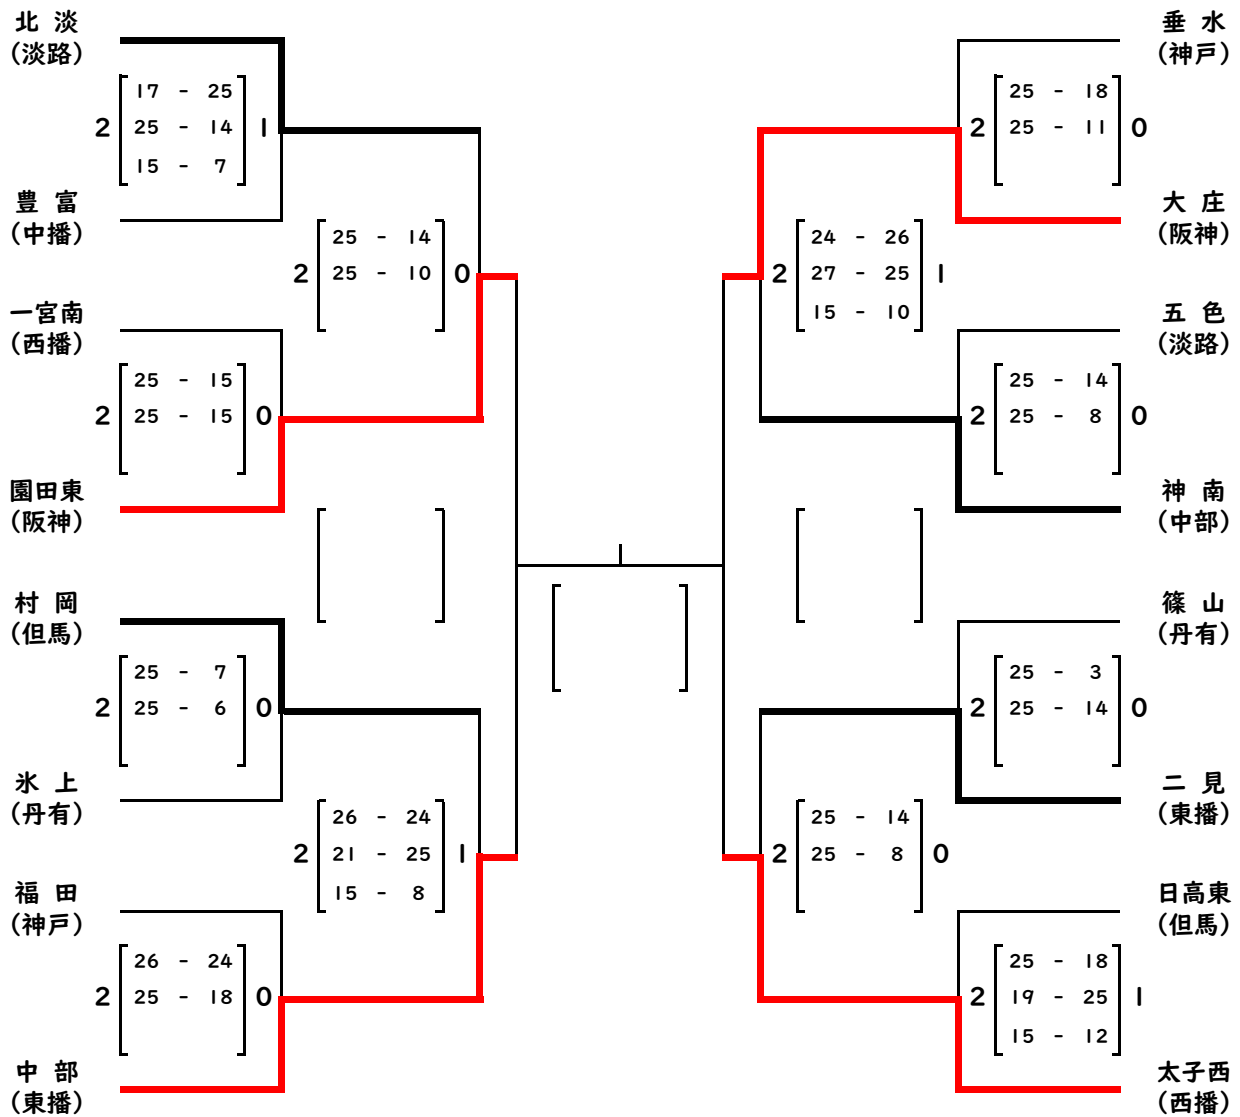 北 淡
(淡路)
2
17 - 25
25 - 14
15 - 7
1
豊 富
(中播)
2
25 - 14
25 - 10
0
一宮南
(西播)
2
25 - 15
25 - 15
0
園田東
(阪神)
村 岡
(但馬)
2
25 - 7
25 - 6
0
氷 上
(丹有)
2
26 - 24
21 - 25
15 - 8
1
福 田
(神戸)
2
26 - 24
25 - 18
0
中 部
(東播)
垂 水
(神戸)
2
25 - 18
25 - 11
0
大 庄
(阪神)
2
24 - 26
27 - 25
15 - 10
1
五 色
(淡路)
2
25 - 14
25 - 8
0
神 南
(中部)
篠 山
(丹有)
2
25 - 3
25 - 14
0
二 見
(東播)
2
25 - 14
25 - 8
0
日高東
(但馬)
2
25 - 18
19 - 25
15 - 12
1
太子西
(西播)